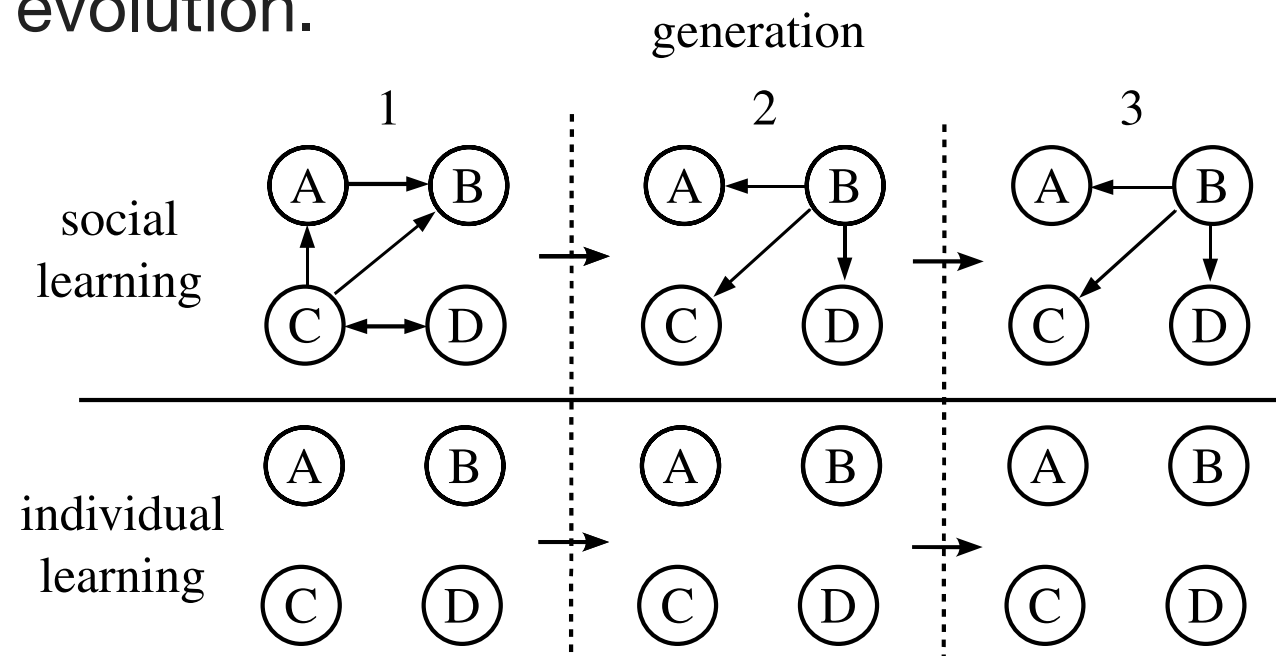 evolution.
generation
1 2 3
A B A B A B
social
learning
C D C D C D
A B A B A B
individual
learning
C D C D C D